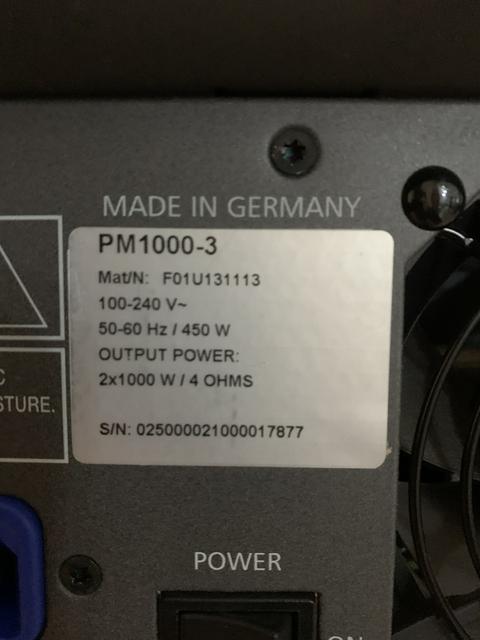 MADE IN GERMANY
PM1000-3
Mat/N: F01U131113
100-240 V~
50-60 Hz / 450 W
OUTPUT POWER:
2x1000 W / 4 OHMS
S/N: 025000021000017877
C
STURE.
POWER
ON